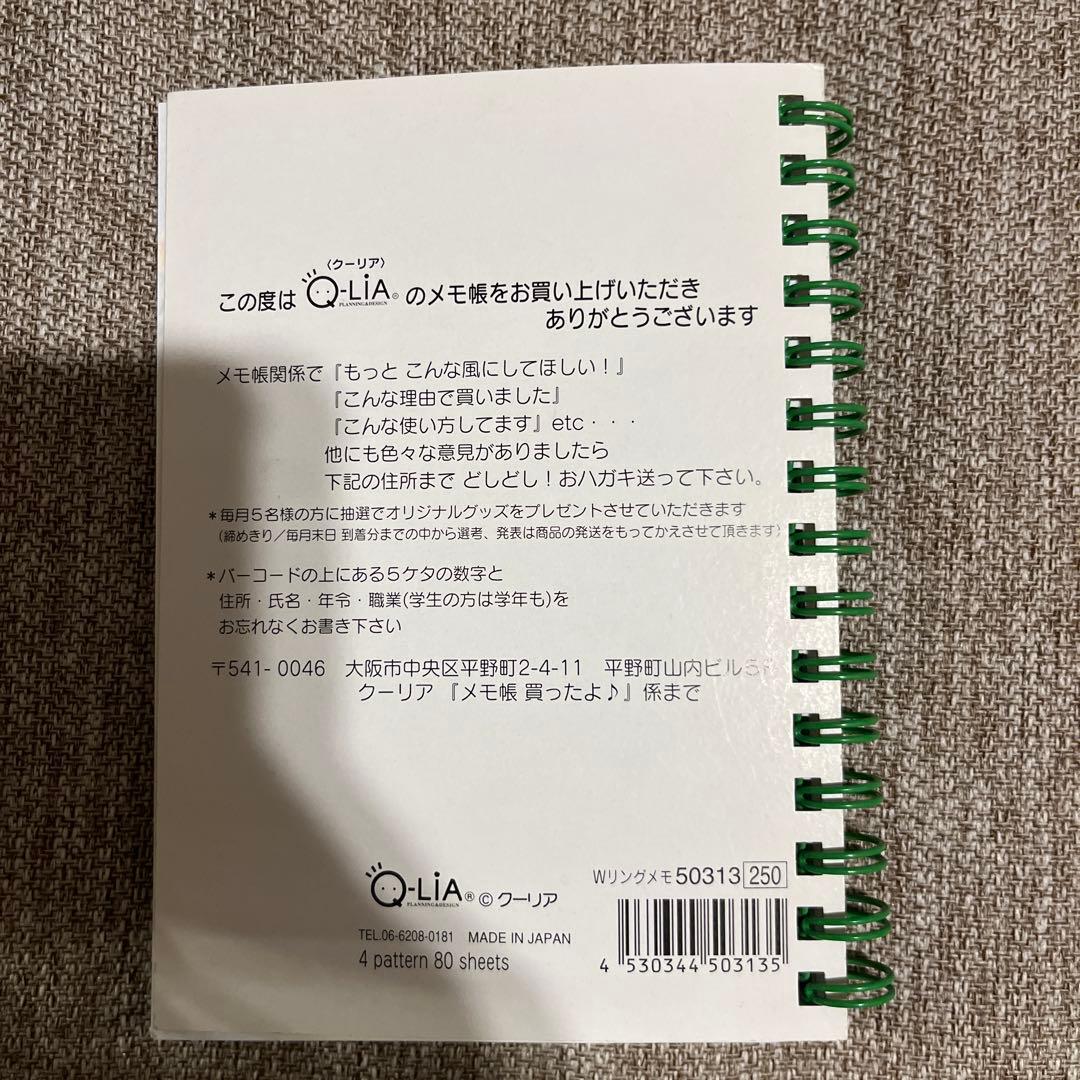 〈クーリア〉
この度は Q-LiA® のメモ帳をお買い上げいただき
PLANNING&DESIGN
ありがとうございます
メモ帳関係で『もっと こんな風にしてほしい！』
『こんな理由で買いました』
『こんな使い方してます』etc・・・
他にも色々な意見がありましたら
下記の住所まで どしどし！おハガキ送って下さい。
＊毎月５名様の方に抽選でオリジナルグッズをプレゼントさせていただきます
（締めきり／毎月末日 到着分までの中から選考、発表は商品の発送をもってかえさせて頂きます）
＊バーコードの上にある５ケタの数字と
住所・氏名・年令・職業(学生の方は学年も)を
お忘れなくお書き下さい
〒541-0046 大阪市中央区平野町2-4-11 平野町山内ビル
クーリア 『メモ帳 買ったよ♪』係まで
Q-LiA® © クーリア
PLANNING&DESIGN
TEL.06-6208-0181 MADE IN JAPAN
4 pattern 80 sheets
Wリングメモ 50313 250
4 530344 503135